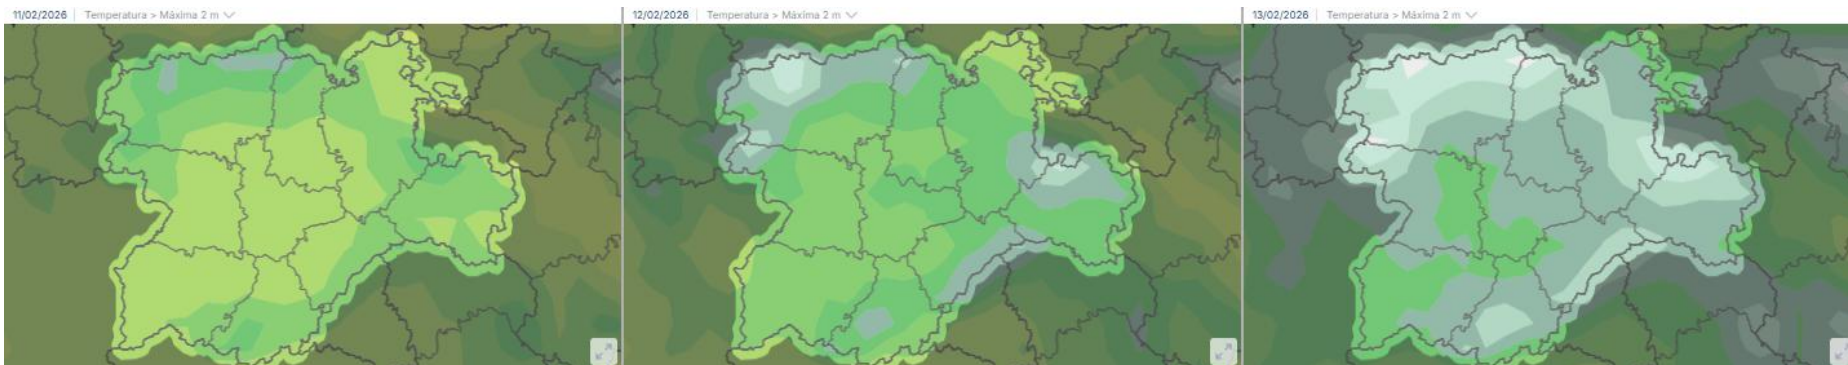 11/02/2026 Temperatura > Máxima 2 m
12/02/2026 Temperatura > Máxima 2 m
13/02/2026 Temperatura > Máxima 2 m